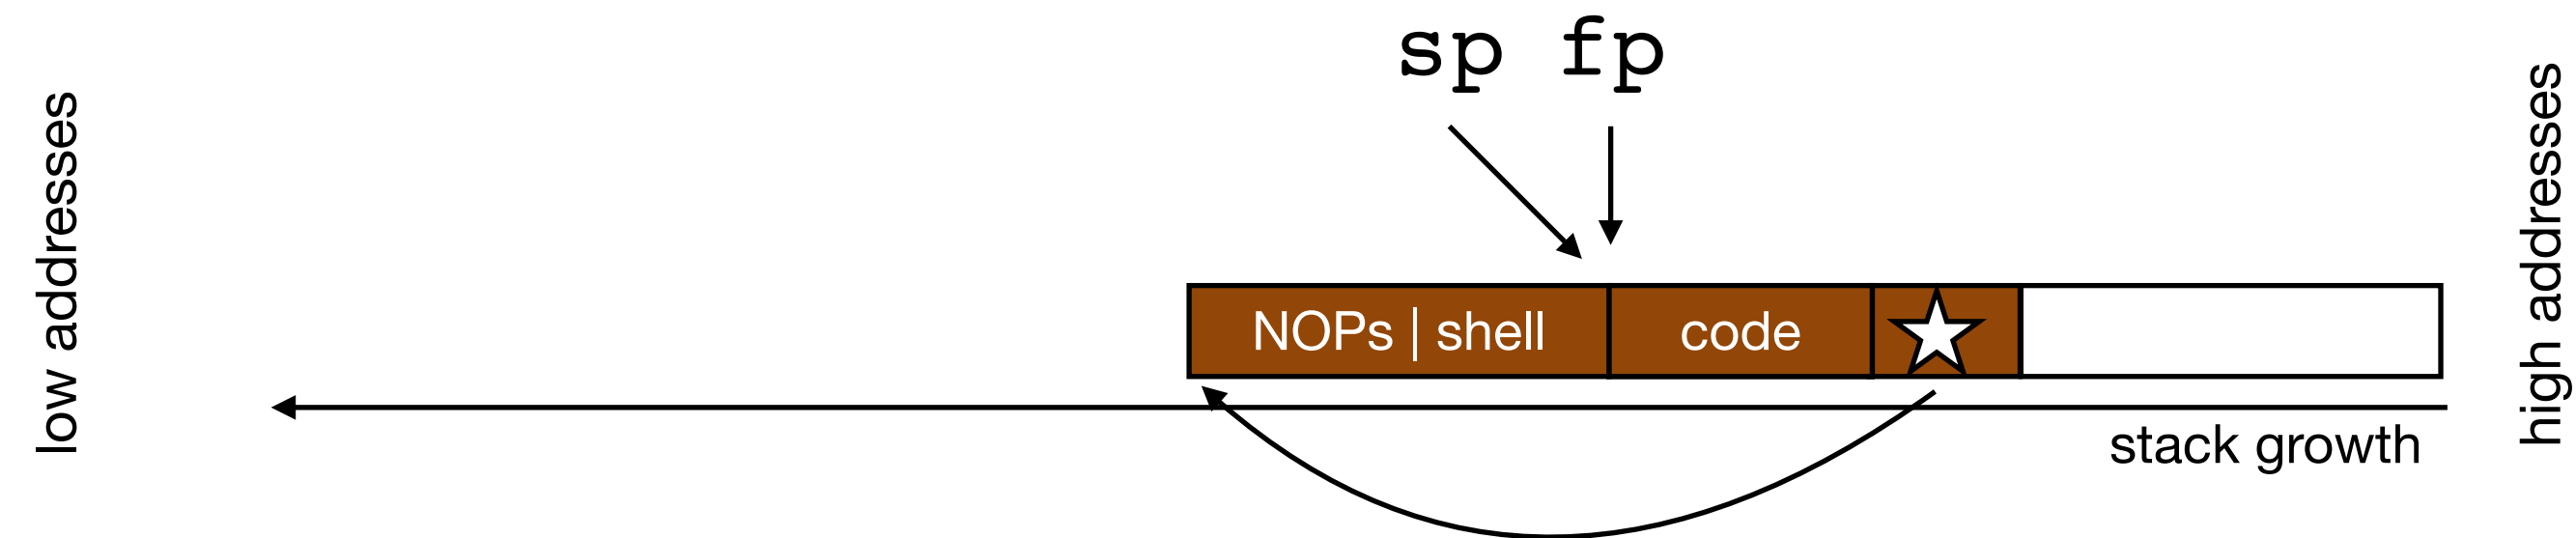 sp fp
low addresses
high addresses
NOPs | shell code
stack growth